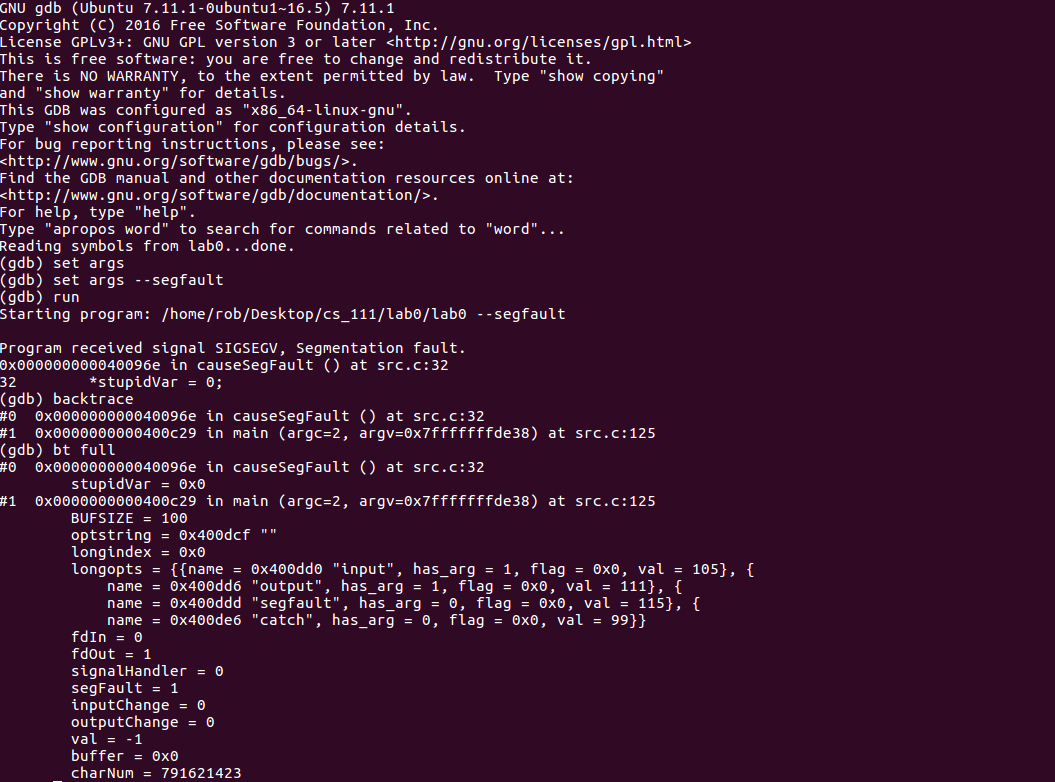 GNU gdb (Ubuntu 7.11.1-0ubuntu1~16.5) 7.11.1
Copyright (C) 2016 Free Software Foundation, Inc.
License GPLv3+: GNU GPL version 3 or later <http://gnu.org/licenses/gpl.html>
This is free software: you are free to change and redistribute it.
There is NO WARRANTY, to the extent permitted by law.  Type "show copying"
and "show warranty" for details.
This GDB was configured as "x86_64-linux-gnu".
Type "show configuration" for configuration details.
For bug reporting instructions, please see:
<http://www.gnu.org/software/gdb/bugs/>.
Find the GDB manual and other documentation resources online at:
<http://www.gnu.org/software/gdb/documentation/>.
For help, type "help".
Type "apropos word" to search for commands related to "word"...
Reading symbols from lab0...done.
(gdb) set args
(gdb) set args --segfault
(gdb) run
Starting program: /home/rob/Desktop/cs_111/lab0/lab0 --segfault

Program received signal SIGSEGV, Segmentation fault.
0x000000000040096e in causeSegFault () at src.c:32
32        *stupidVar = 0;
(gdb) backtrace
#0  0x000000000040096e in causeSegFault () at src.c:32
#1  0x0000000000400c29 in main (argc=2, argv=0x7fffffffde38) at src.c:125
(gdb) bt full
#0  0x000000000040096e in causeSegFault () at src.c:32
        stupidVar = 0x0
#1  0x0000000000400c29 in main (argc=2, argv=0x7fffffffde38) at src.c:125
        BUFSIZE = 100
        optstring = 0x400dcf ""
        longindex = 0x0
        longopts = {{name = 0x400dd0 "input", has_arg = 1, flag = 0x0, val = 105}, {
            name = 0x400dd6 "output", has_arg = 1, flag = 0x0, val = 111}, {
            name = 0x400ddd "segfault", has_arg = 0, flag = 0x0, val = 115}, {
            name = 0x400de6 "catch", has_arg = 0, flag = 0x0, val = 99}}
        fdIn = 0
        fdOut = 1
        signalHandler = 0
        segFault = 1
        inputChange = 0
        outputChange = 0
        val = -1
        buffer = 0x0
        charNum = 791621423